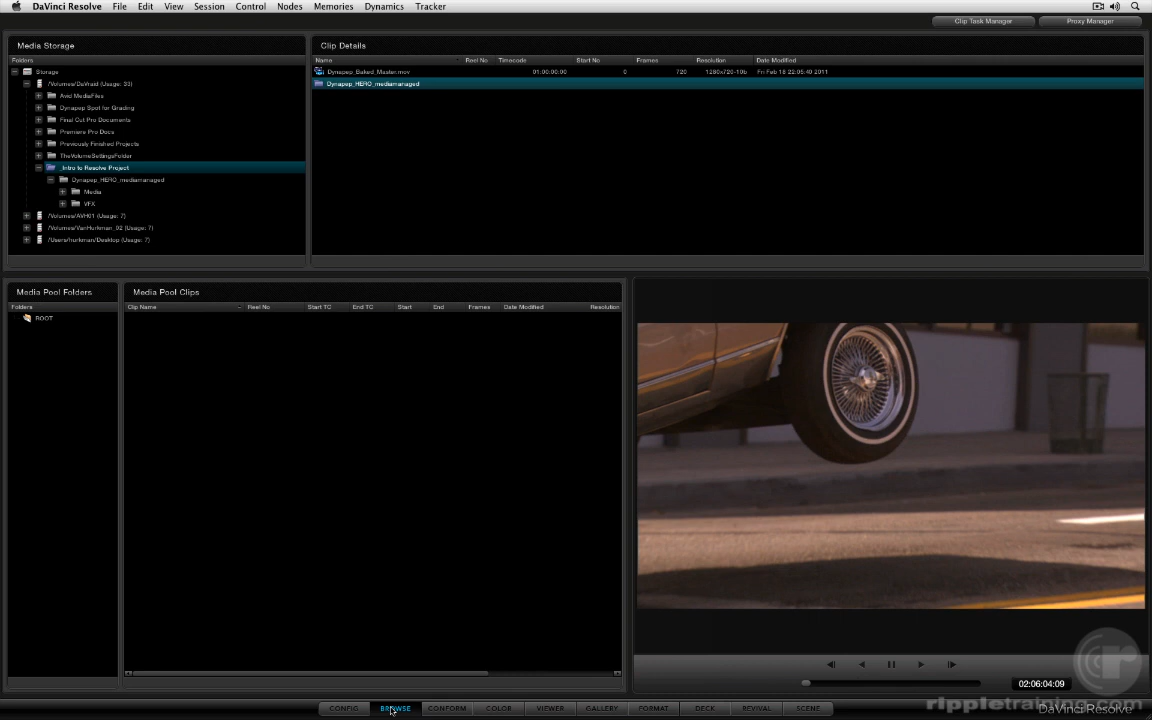 DaVinci Resolve File Edit View Session Control Nodes Memories Dynamics Tracker
Clip Task Manager Proxy Manager
Media Storage
Folders
Storage
/Volumes/DaVraid (Usage: 33)
Avid MediaFiles
Dynapep Spot for Grading
Final Cut Pro Documents
Premiere Pro Docs
Previously Finished Projects
TheVolumeSettingsFolder
_Intro to Resolve Project
Dynapep_HERO_mediamanaged
Media
VFX
/Volumes/AVH01 (Usage: 7)
/Volumes/VanHurkman_02 (Usage: 7)
/Users/hurkman/Desktop (Usage: 7)
Clip Details
Name Reel No Timecode Start No Frames Resolution Date Modified
Dynapep_Baked_Master.mov 01:00:00:00 0 720 1280x720-10b Fri Feb 18 22:05:40 2011
Dynapep_HERO_mediamanaged
Media Pool Folders
Folders
ROOT
Media Pool Clips
Clip Name Reel No Start TC End TC Start End Frames Date Modified Resolution
02:06:04:09
rippletraining.com
DaVinci Resolve
CONFIG BROWSE CONFORM COLOR VIEWER GALLERY FORMAT DECK REVIVAL SCENE